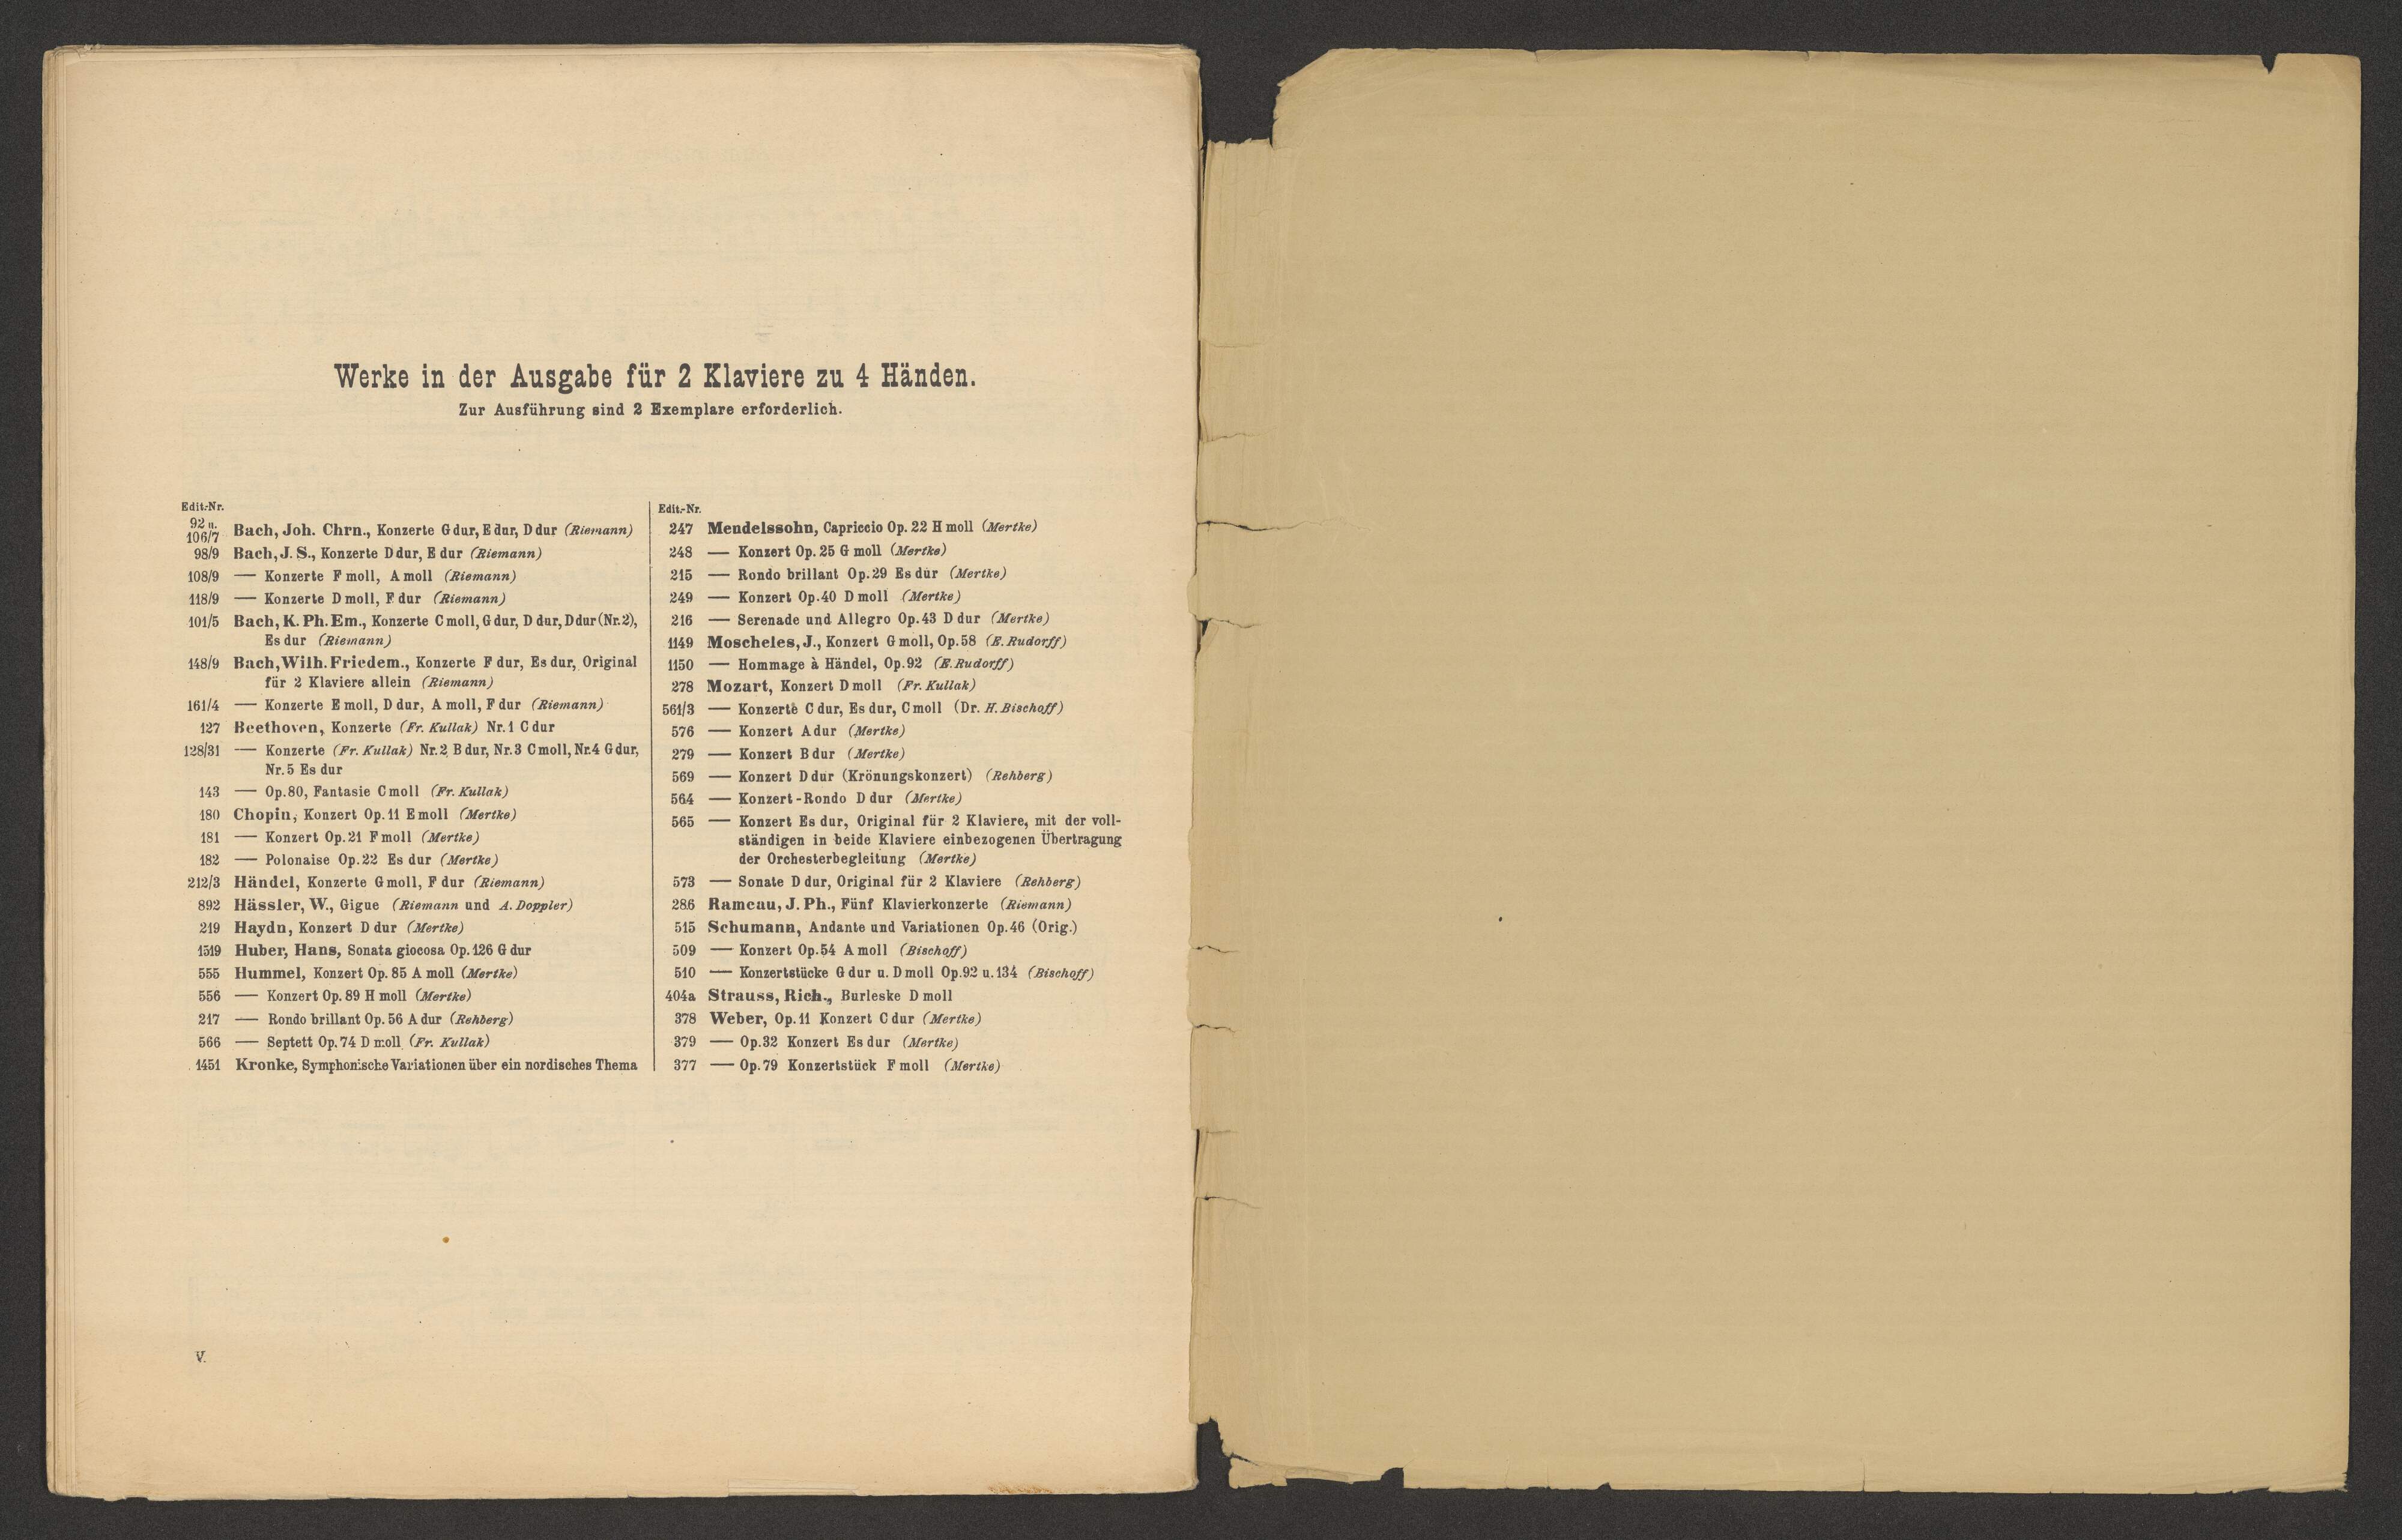 Werke in der Ausgabe für 2 Klaviere zu 4 Händen.
Zur Ausführung sind 2 Exemplare erforderlich.
Edit.-Nr.
92 u. 106/7 Bach, Joh. Chrn., Konzerte G dur, E dur, D dur (Riemann)
98/9 Bach, J. S., Konzerte D dur, E dur (Riemann)
108/9 — Konzerte F moll, A moll (Riemann)
118/9 — Konzerte D moll, F dur (Riemann)
101/5 Bach, K. Ph. Em., Konzerte C moll, G dur, D dur, D dur (Nr. 2),
Es dur (Riemann)
148/9 Bach, Wilh. Friedem., Konzerte F dur, Es dur, Original
für 2 Klaviere allein (Riemann)
161/4 — Konzerte E moll, D dur, A moll, F dur (Riemann)
127 Beethoven, Konzerte (Fr. Kullak) Nr. 1 C dur
128/31 — Konzerte (Fr. Kullak) Nr. 2 B dur, Nr. 3 C moll, Nr. 4 G dur,
Nr. 5 Es dur
143 — Op. 80, Fantasie C moll (Fr. Kullak)
180 Chopin, Konzert Op. 11 E moll (Mertke)
181 — Konzert Op. 21 F moll (Mertke)
182 — Polonaise Op. 22 Es dur (Mertke)
212/3 Händel, Konzerte G moll, F dur (Riemann)
892 Hässler, W., Gigue (Riemann und A. Doppler)
219 Haydn, Konzert D dur (Mertke)
1519 Huber, Hans, Sonata giocosa Op. 126 G dur
555 Hummel, Konzert Op. 85 A moll (Mertke)
556 — Konzert Op. 89 H moll (Mertke)
217 — Rondo brillant Op. 56 A dur (Rehberg)
566 — Septett Op. 74 D moll (Fr. Kullak)
1451 Kronke, Symphonische Variationen über ein nordisches Thema
Edit.-Nr.
247 Mendelssohn, Capriccio Op. 22 H moll (Mertke)
248 — Konzert Op. 25 G moll (Mertke)
215 — Rondo brillant Op. 29 Es dur (Mertke)
249 — Konzert Op. 40 D moll (Mertke)
216 — Serenade und Allegro Op. 43 D dur (Mertke)
1149 Moscheles, J., Konzert G moll, Op. 58 (E. Rudorff)
1150 — Hommage à Händel, Op. 92 (E. Rudorff)
278 Mozart, Konzert D moll (Fr. Kullak)
561/3 — Konzerte C dur, Es dur, C moll (Dr. H. Bischoff)
576 — Konzert A dur (Mertke)
279 — Konzert B dur (Mertke)
569 — Konzert D dur (Krönungskonzert) (Rehberg)
564 — Konzert-Rondo D dur (Mertke)
565 — Konzert Es dur, Original für 2 Klaviere, mit der voll-
ständigen in beide Klaviere einbezogenen Übertragung
der Orchesterbegleitung (Mertke)
573 — Sonate D dur, Original für 2 Klaviere (Rehberg)
286 Rameau, J. Ph., Fünf Klavierkonzerte (Riemann)
515 Schumann, Andante und Variationen Op. 46 (Orig.)
509 — Konzert Op. 54 A moll (Bischoff)
510 — Konzertstücke G dur u. D moll Op. 92 u. 134 (Bischoff)
404a Strauss, Rich., Burleske D moll
378 Weber, Op. 11 Konzert C dur (Mertke)
379 — Op. 32 Konzert Es dur (Mertke)
377 — Op. 79 Konzertstück F moll (Mertke)
V.